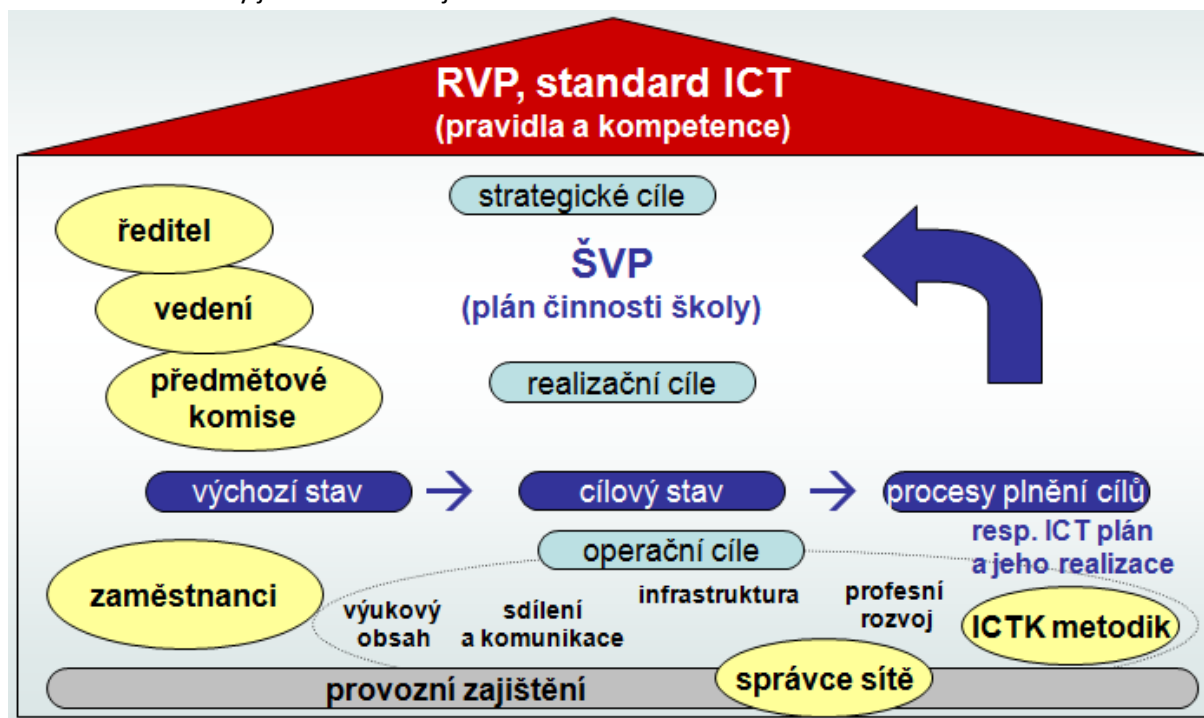 RVP, standard ICT
(pravidla a kompetence)
strategické cíle
ředitel
ŠVP
(plán činnosti školy)
vedení
realizační cíle
předmětové
komise
výchozí stav → cílový stav → procesy plnění cílů
resp. ICT plán
a jeho realizace
operační cíle
zaměstnanci
výukový
obsah
sdílení
a komunikace
infrastruktura
profesní
rozvoj
ICTK metodik
správce sítě
provozní zajištění